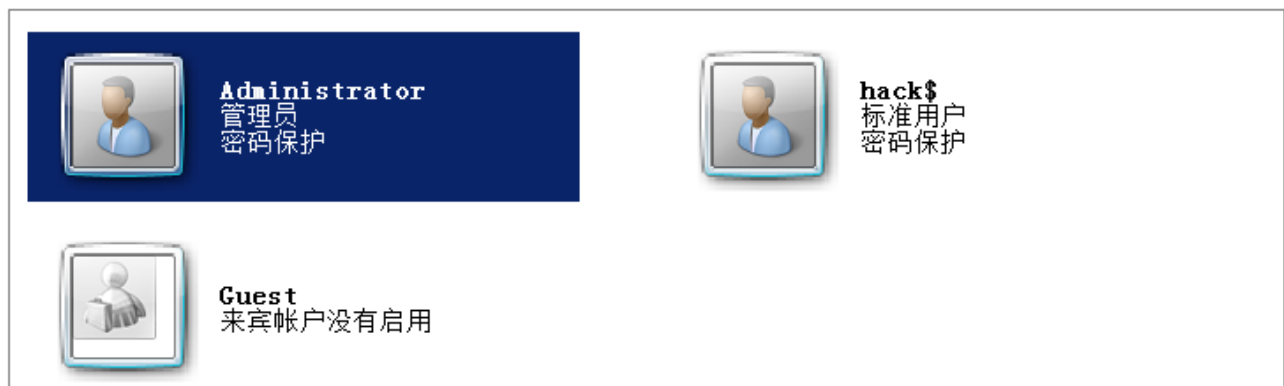 Administrator
管理员
密码保护
hack$
标准用户
密码保护
Guest
来宾帐户没有启用